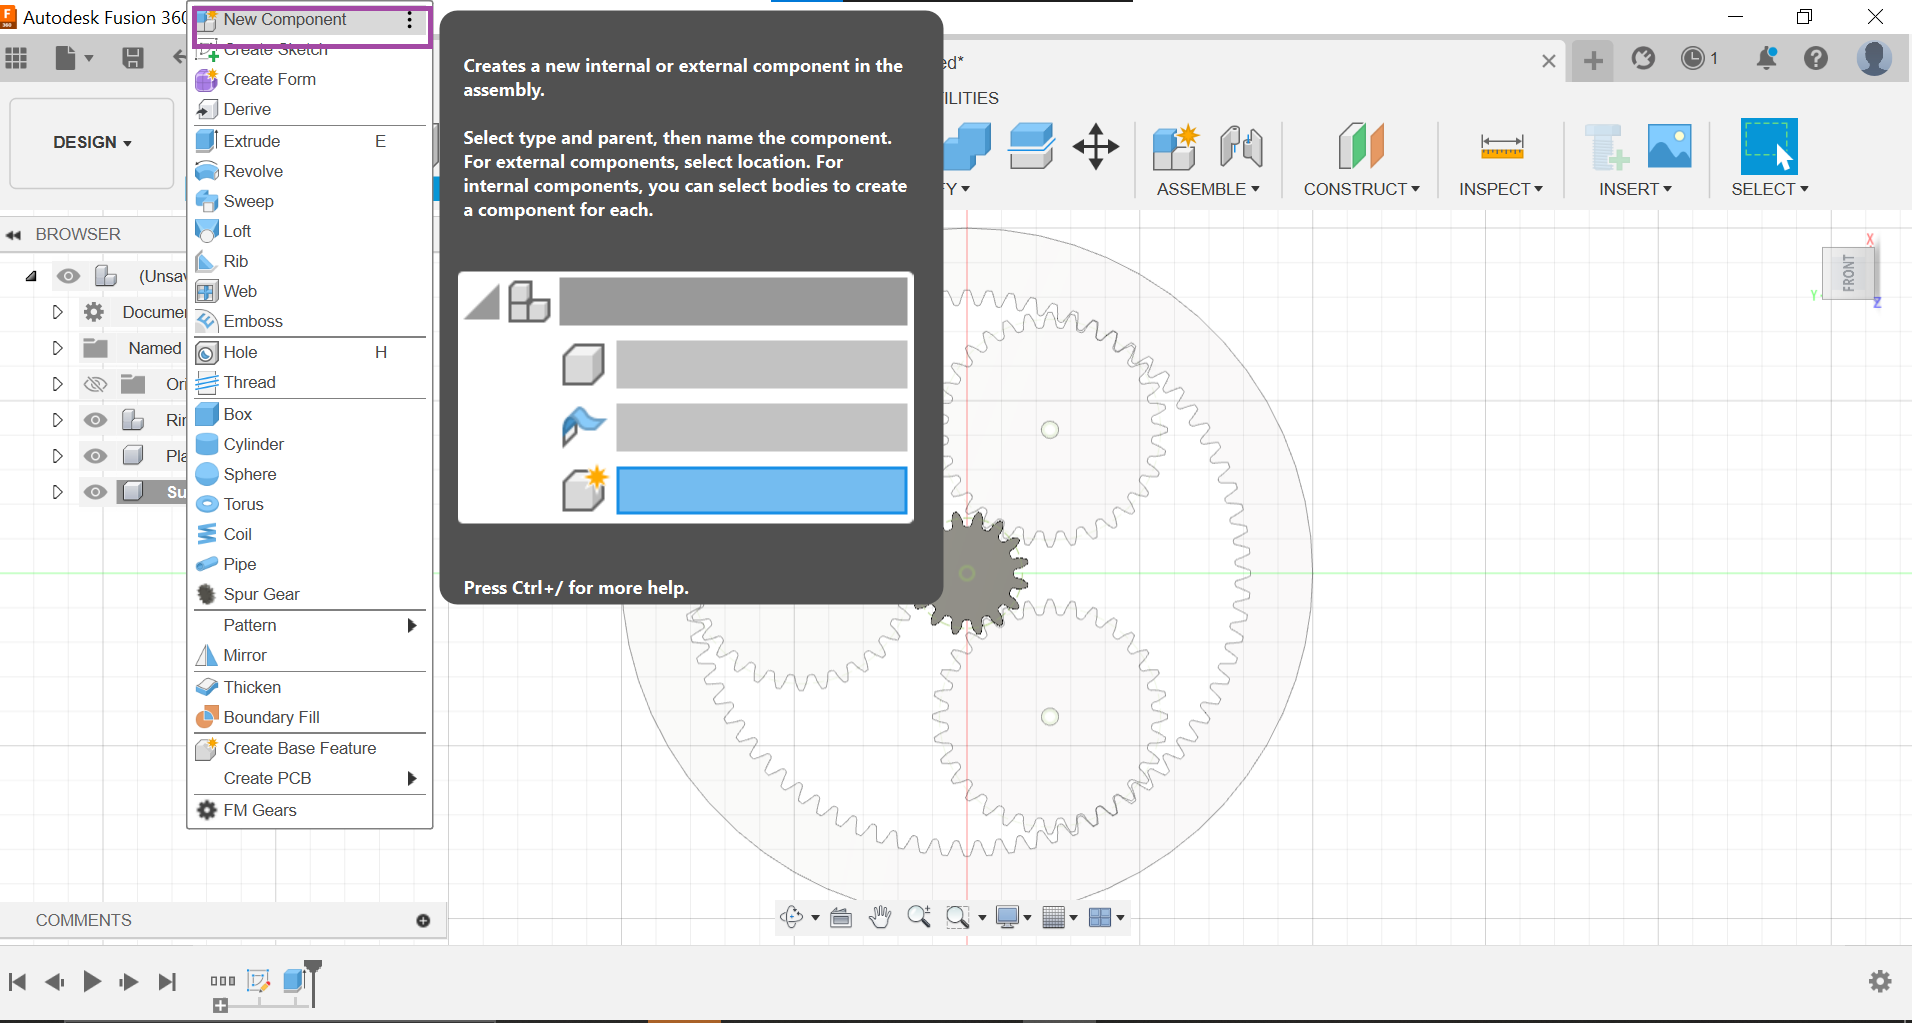 Autodesk Fusion 360
New Component
Create Sketch
Create Form
Derive
Extrude E
Revolve
Sweep
Loft
Rib
Web
Emboss
Hole H
Thread
Box
Cylinder
Sphere
Torus
Coil
Pipe
Spur Gear
Pattern
Mirror
Thicken
Boundary Fill
Create Base Feature
Create PCB
FM Gears
Creates a new internal or external component in the
assembly.
Select type and parent, then name the component.
For external components, select location. For
internal components, you can select bodies to create
a component for each.
Press Ctrl+/ for more help.
ed*
1
ILITIES
DESIGN
FY
ASSEMBLE
CONSTRUCT
INSPECT
INSERT
SELECT
BROWSER
(Unsav
Documen
Named
Ori
Rin
Pla
Su
X
FRONT
Y
Z
COMMENTS